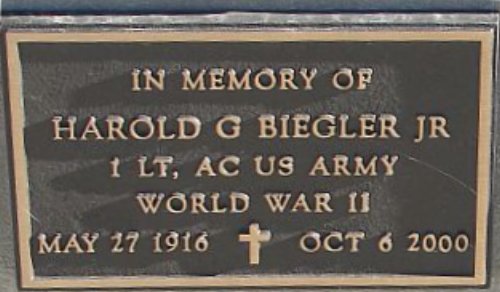 IN MEMORY OF
HAROLD G BIEGLER JR
1 LT, AC US ARMY
WORLD WAR II
MAY 27 1916 OCT 6 2000